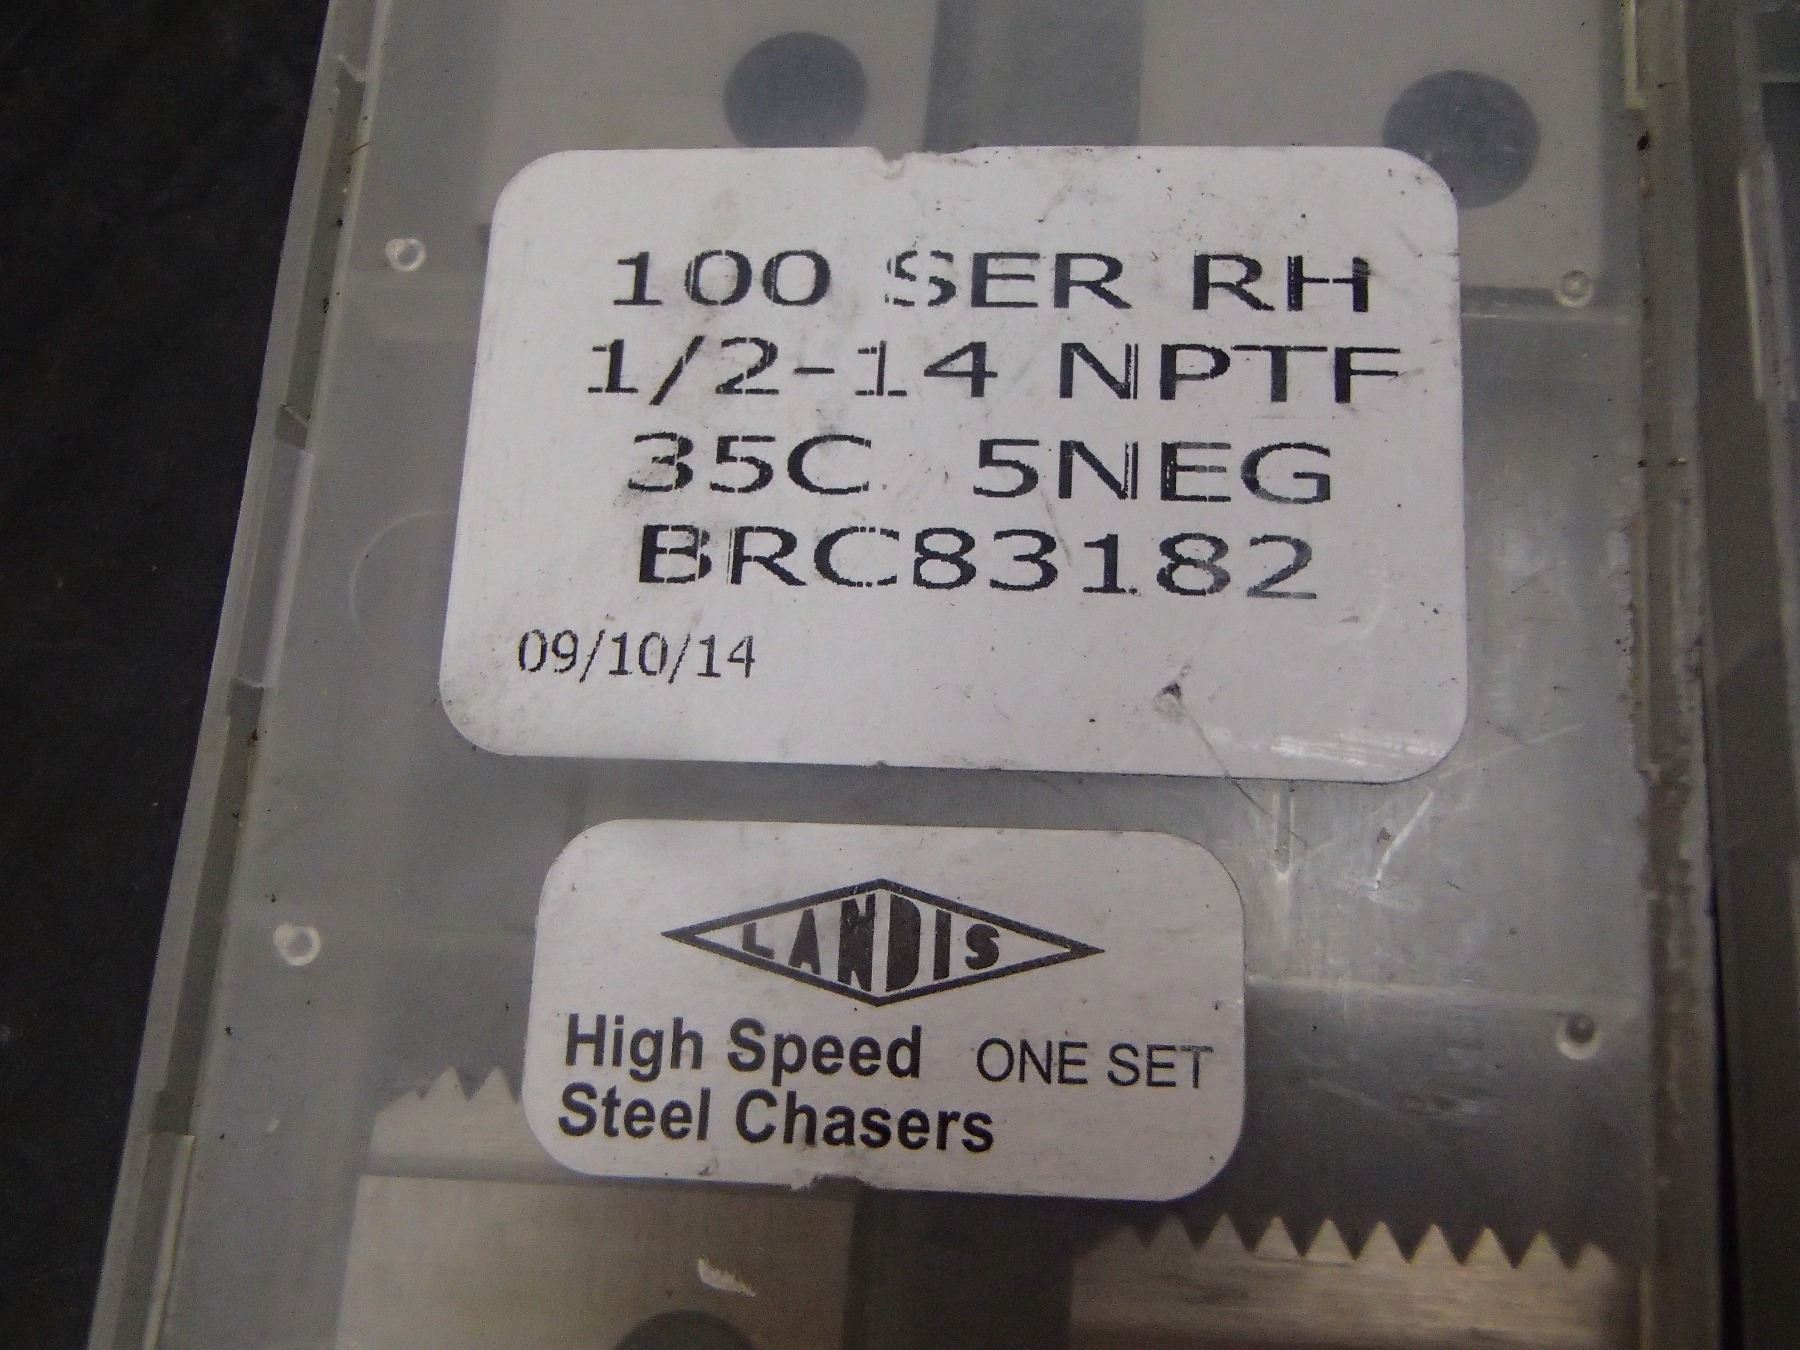 100 SER RH
1/2-14 NPTF
35C 5NEG
BRC83182
09/10/14
LANDIS
High Speed ONE SET
Steel Chasers